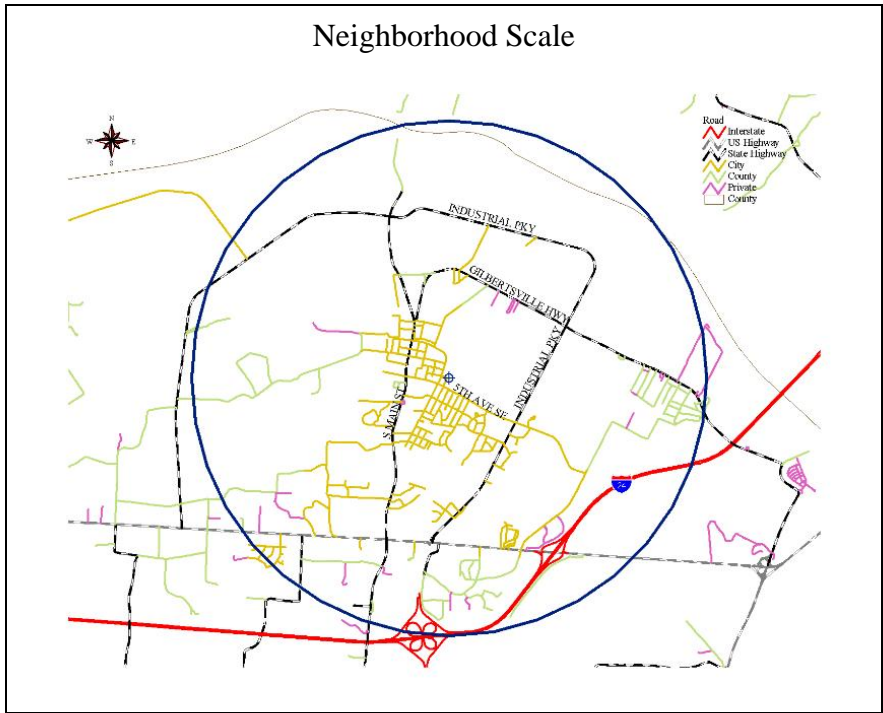 Neighborhood Scale
N
W E
S
Road
Interstate
US Highway
State Highway
City
County
Private
County
INDUSTRIAL PKY
GILBERTSVILLE HWY
INDUSTRIAL PKY
5TH AVE SE
S MAIN ST
24